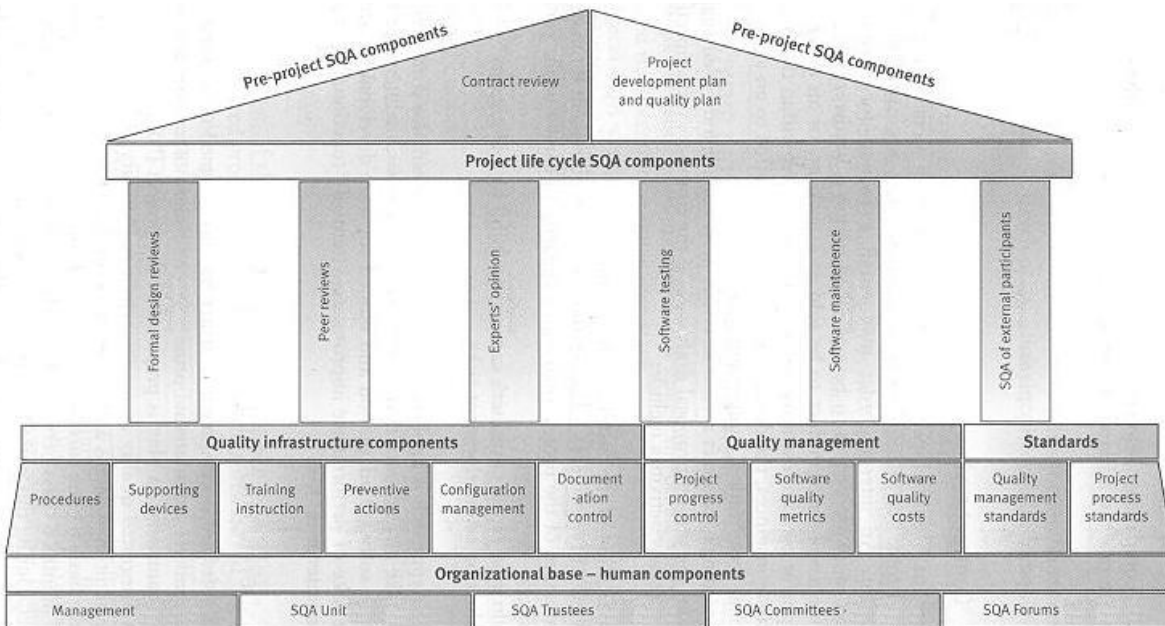 Pre-project SQA components
Pre-project SQA components
Contract review
Project
development plan
and quality plan
Project life cycle SQA components
Formal design reviews
Peer reviews
Experts' opinion
Software testing
Software maintenence
SQA of external participants
Quality infrastructure components
Quality management
Standards
Procedures
Supporting
devices
Training
instruction
Preventive
actions
Configuration
management
Document
-ation
control
Project
progress
control
Software
quality
metrics
Software
quality
costs
Quality
management
standards
Project
process
standards
Organizational base – human components
Management
SQA Unit
SQA Trustees
SQA Committees -
SQA Forums